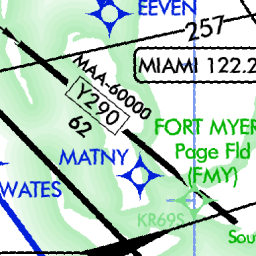 EEVEN
257
MIAMI 122.2
MAA-60000
Y290
62
FORT MYER
Page Fld
(FMY)
MATNY
WATES
KR69S
Sou